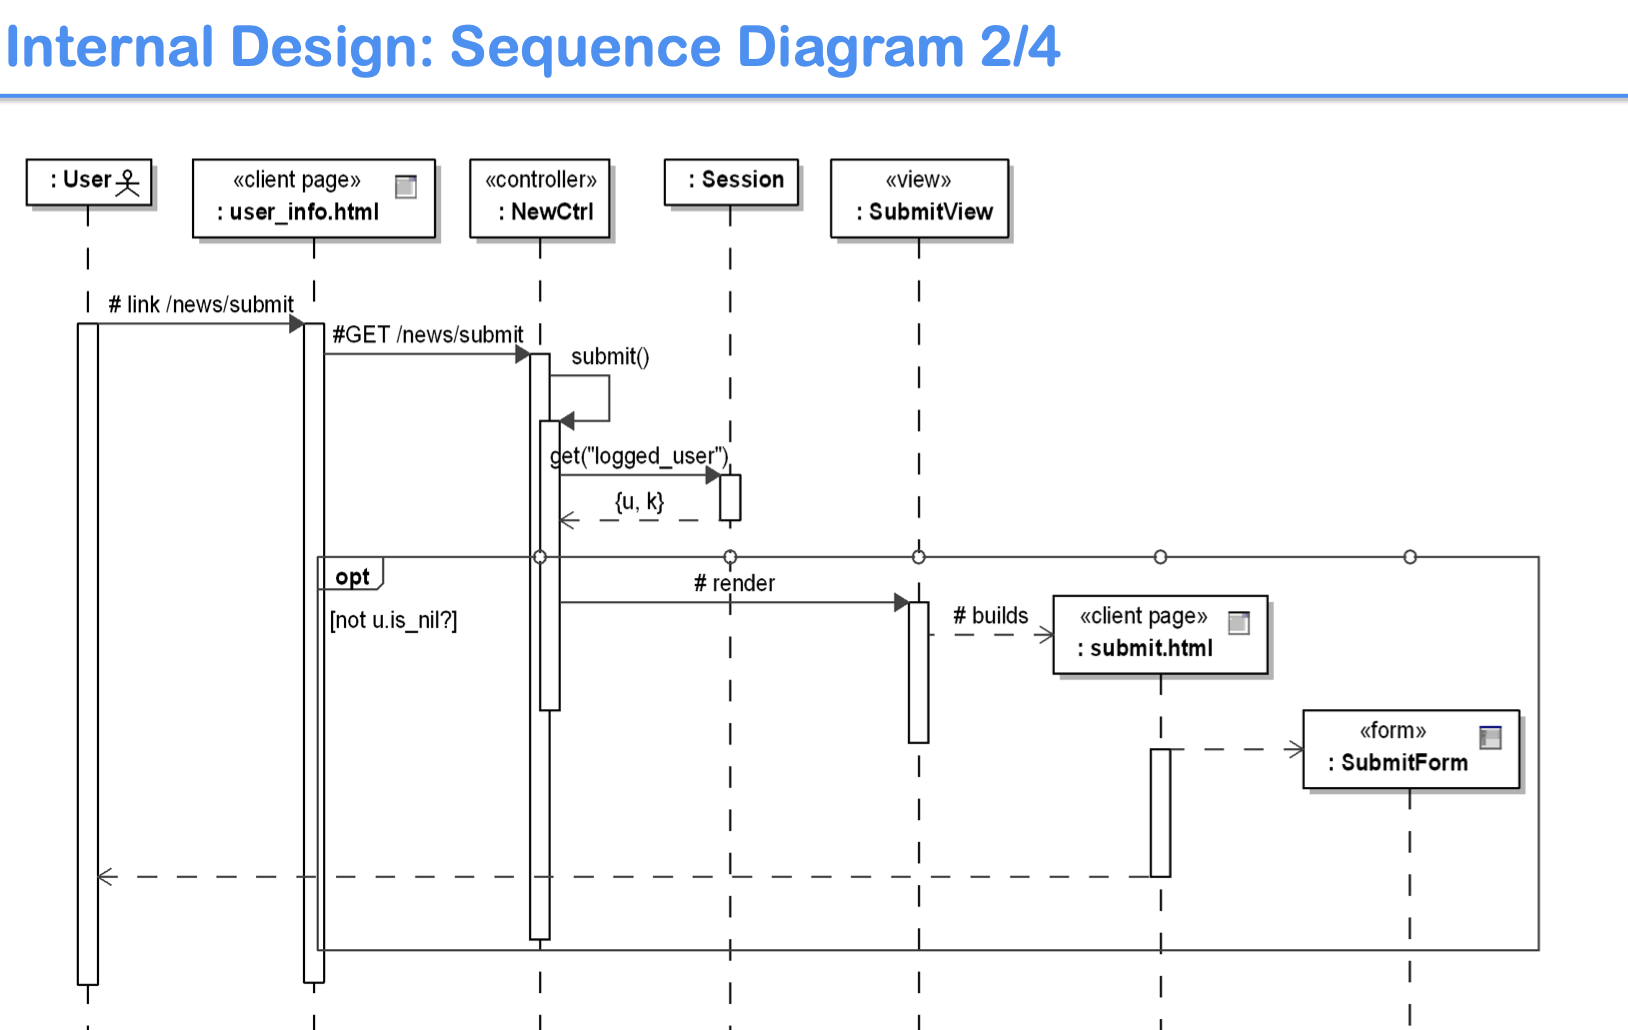 Internal Design: Sequence Diagram 2/4
: User
«client page»
: user_info.html
«controller»
: NewCtrl
: Session
«view»
: SubmitView
# link /news/submit
#GET /news/submit
submit()
get("logged_user")
{u, k}
opt
[not u.is_nil?]
# render
# builds
«client page»
: submit.html
«form»
: SubmitForm